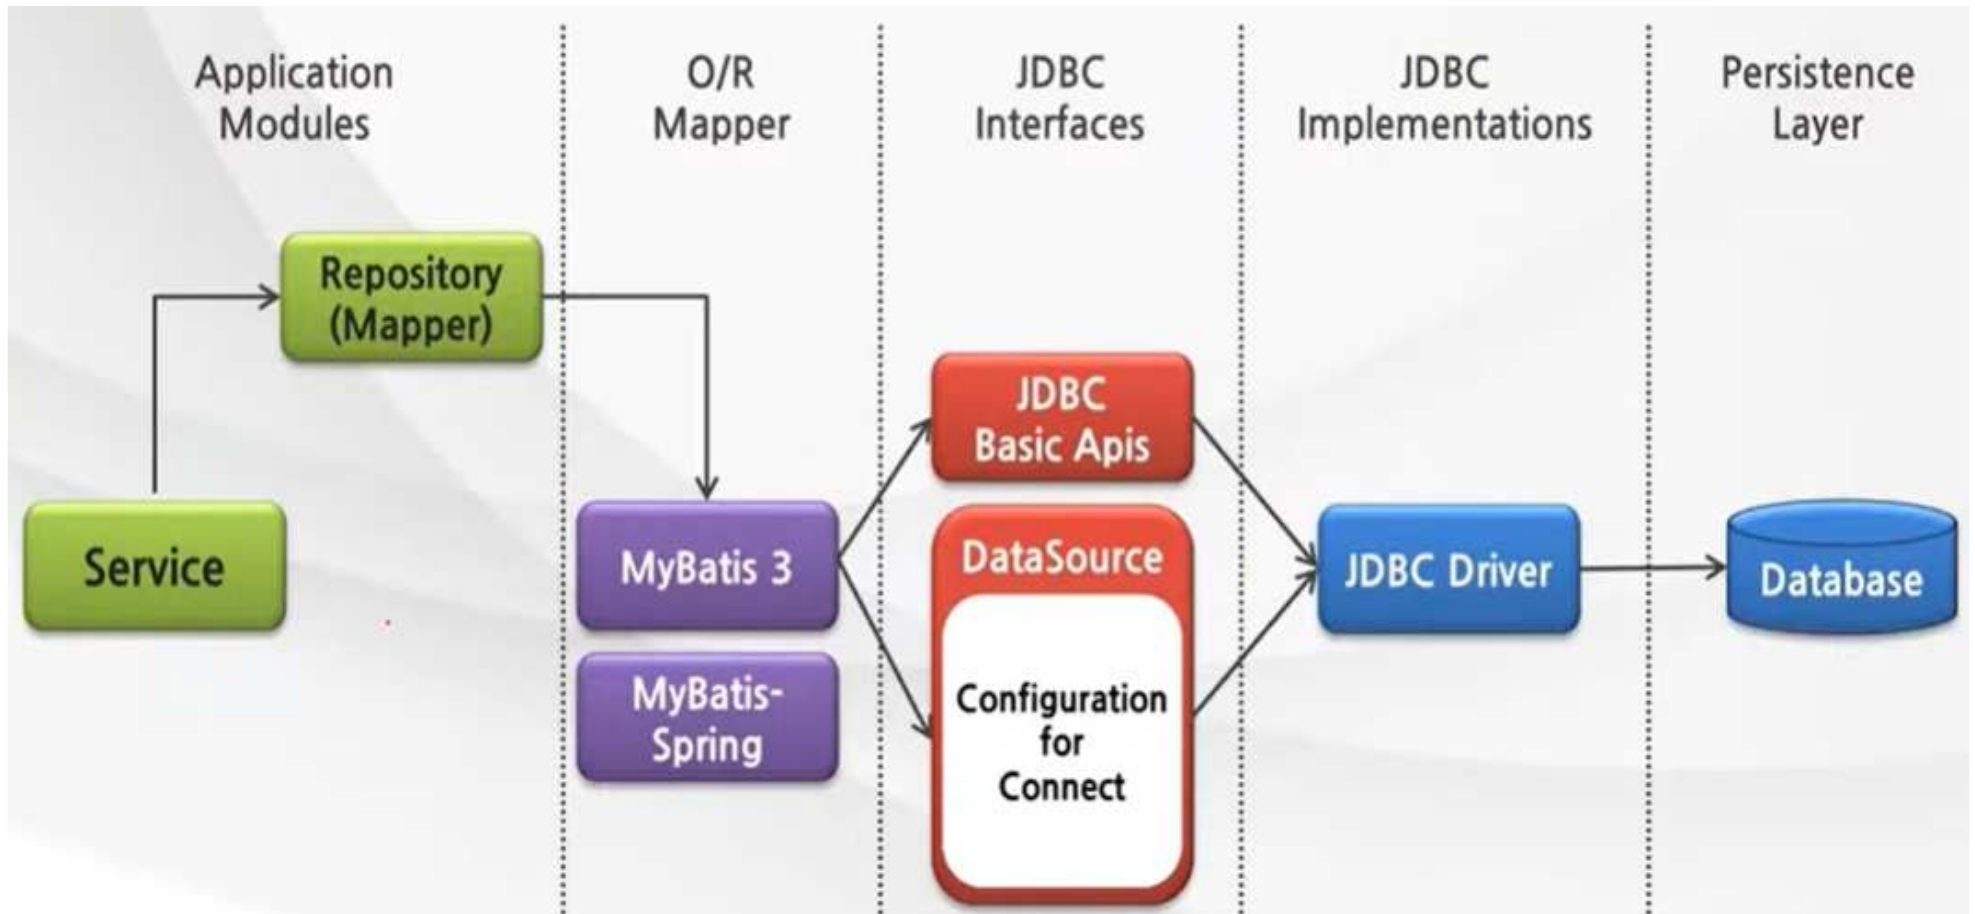 Application
Modules
O/R
Mapper
JDBC
Interfaces
JDBC
Implementations
Persistence
Layer
Repository
(Mapper)
Service
MyBatis 3
MyBatis-
Spring
JDBC
Basic Apis
DataSource
Configuration
for
Connect
JDBC Driver
Database